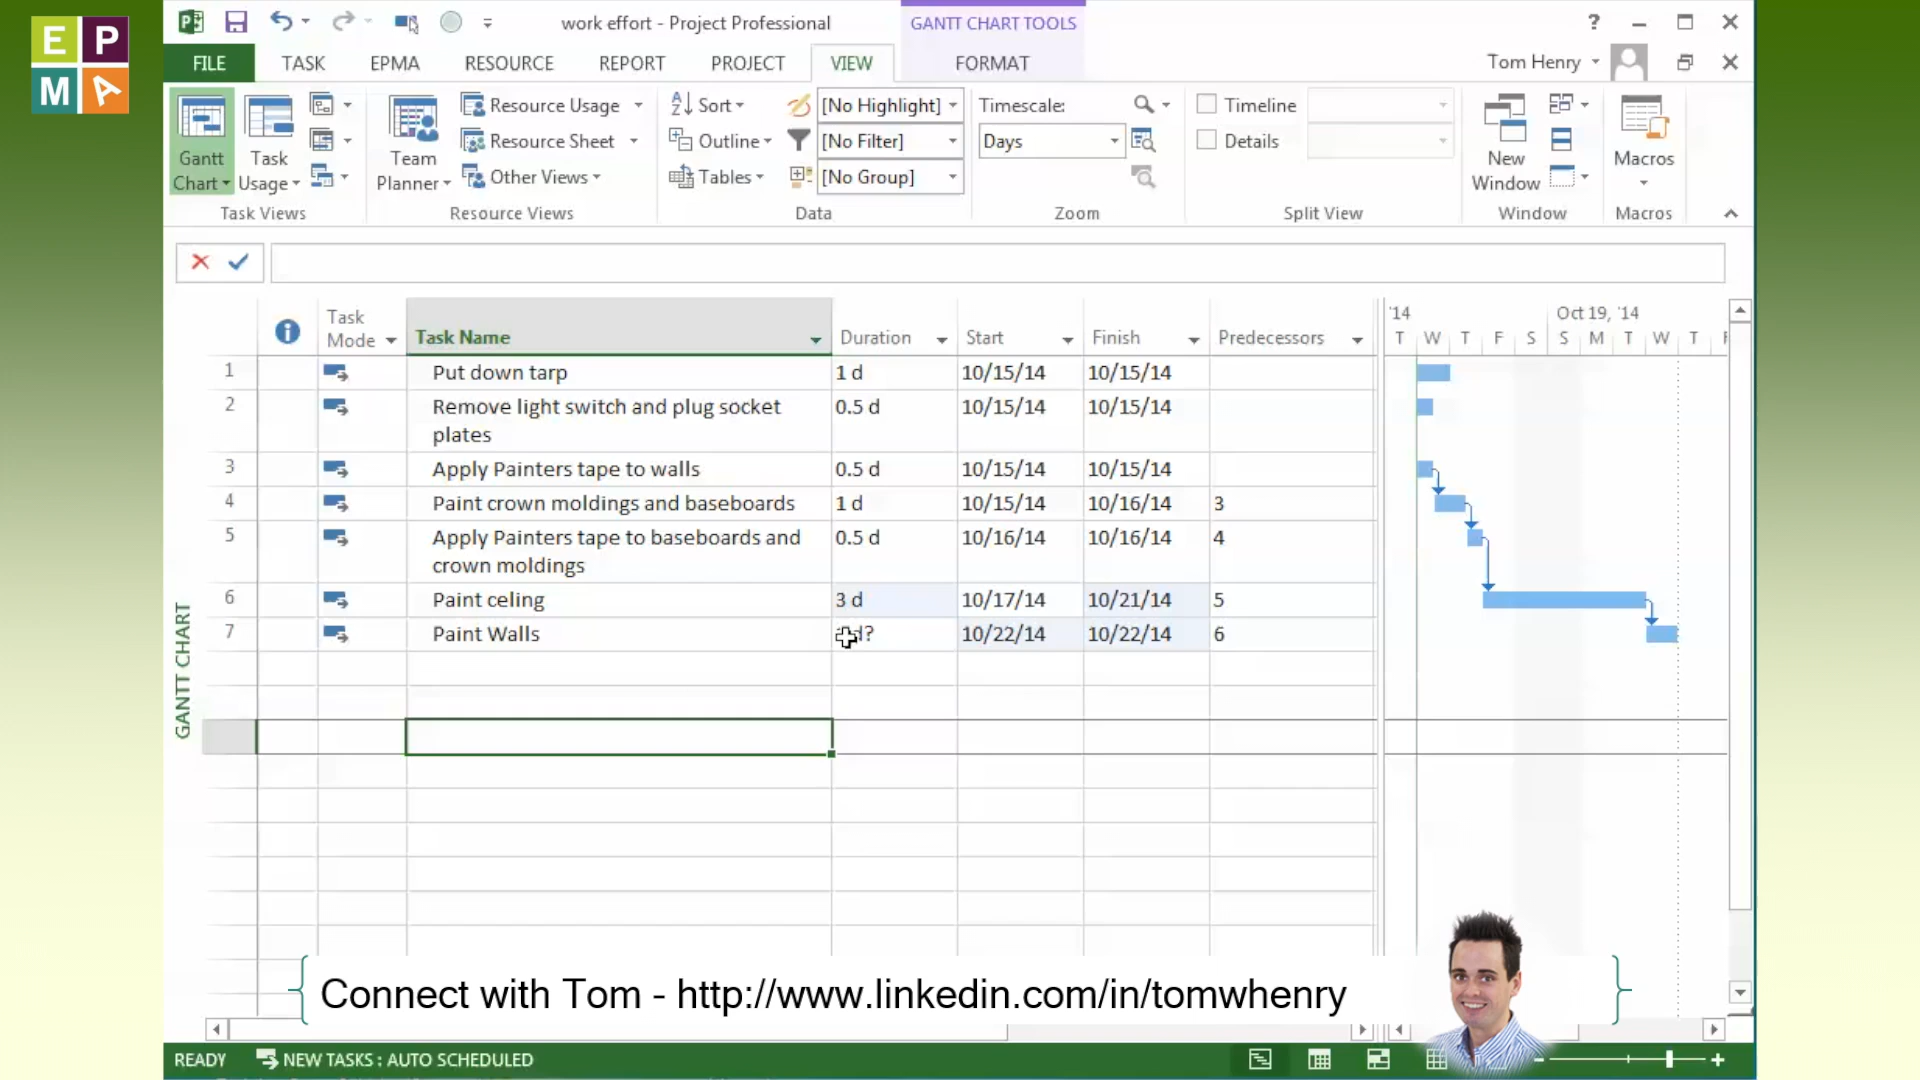 E P
M A
work effort - Project Professional
GANTT CHART TOOLS
?
FILE TASK EPMA RESOURCE REPORT PROJECT VIEW FORMAT
Tom Henry
Gantt Chart
Task Usage
Team Planner
Resource Usage
Resource Sheet
Other Views
Sort
Outline
Tables
[No Highlight]
[No Filter]
[No Group]
Timescale:
Days
Timeline
Details
New Window
Macros
Task Views
Resource Views
Data
Zoom
Split View
Window
Macros
Task Mode
Task Name
Duration
Start
Finish
Predecessors
'14
Oct 19, '14
T W T F S S M T W T F
1 Put down tarp 1 d 10/15/14 10/15/14
2 Remove light switch and plug socket plates 0.5 d 10/15/14 10/15/14
3 Apply Painters tape to walls 0.5 d 10/15/14 10/15/14
4 Paint crown moldings and baseboards 1 d 10/15/14 10/16/14 3
5 Apply Painters tape to baseboards and crown moldings 0.5 d 10/16/14 10/16/14 4
6 Paint celing 3 d 10/17/14 10/21/14 5
7 Paint Walls d? 10/22/14 10/22/14 6
GANTT CHART
Connect with Tom - http://www.linkedin.com/in/tomwhenry
READY
NEW TASKS : AUTO SCHEDULED